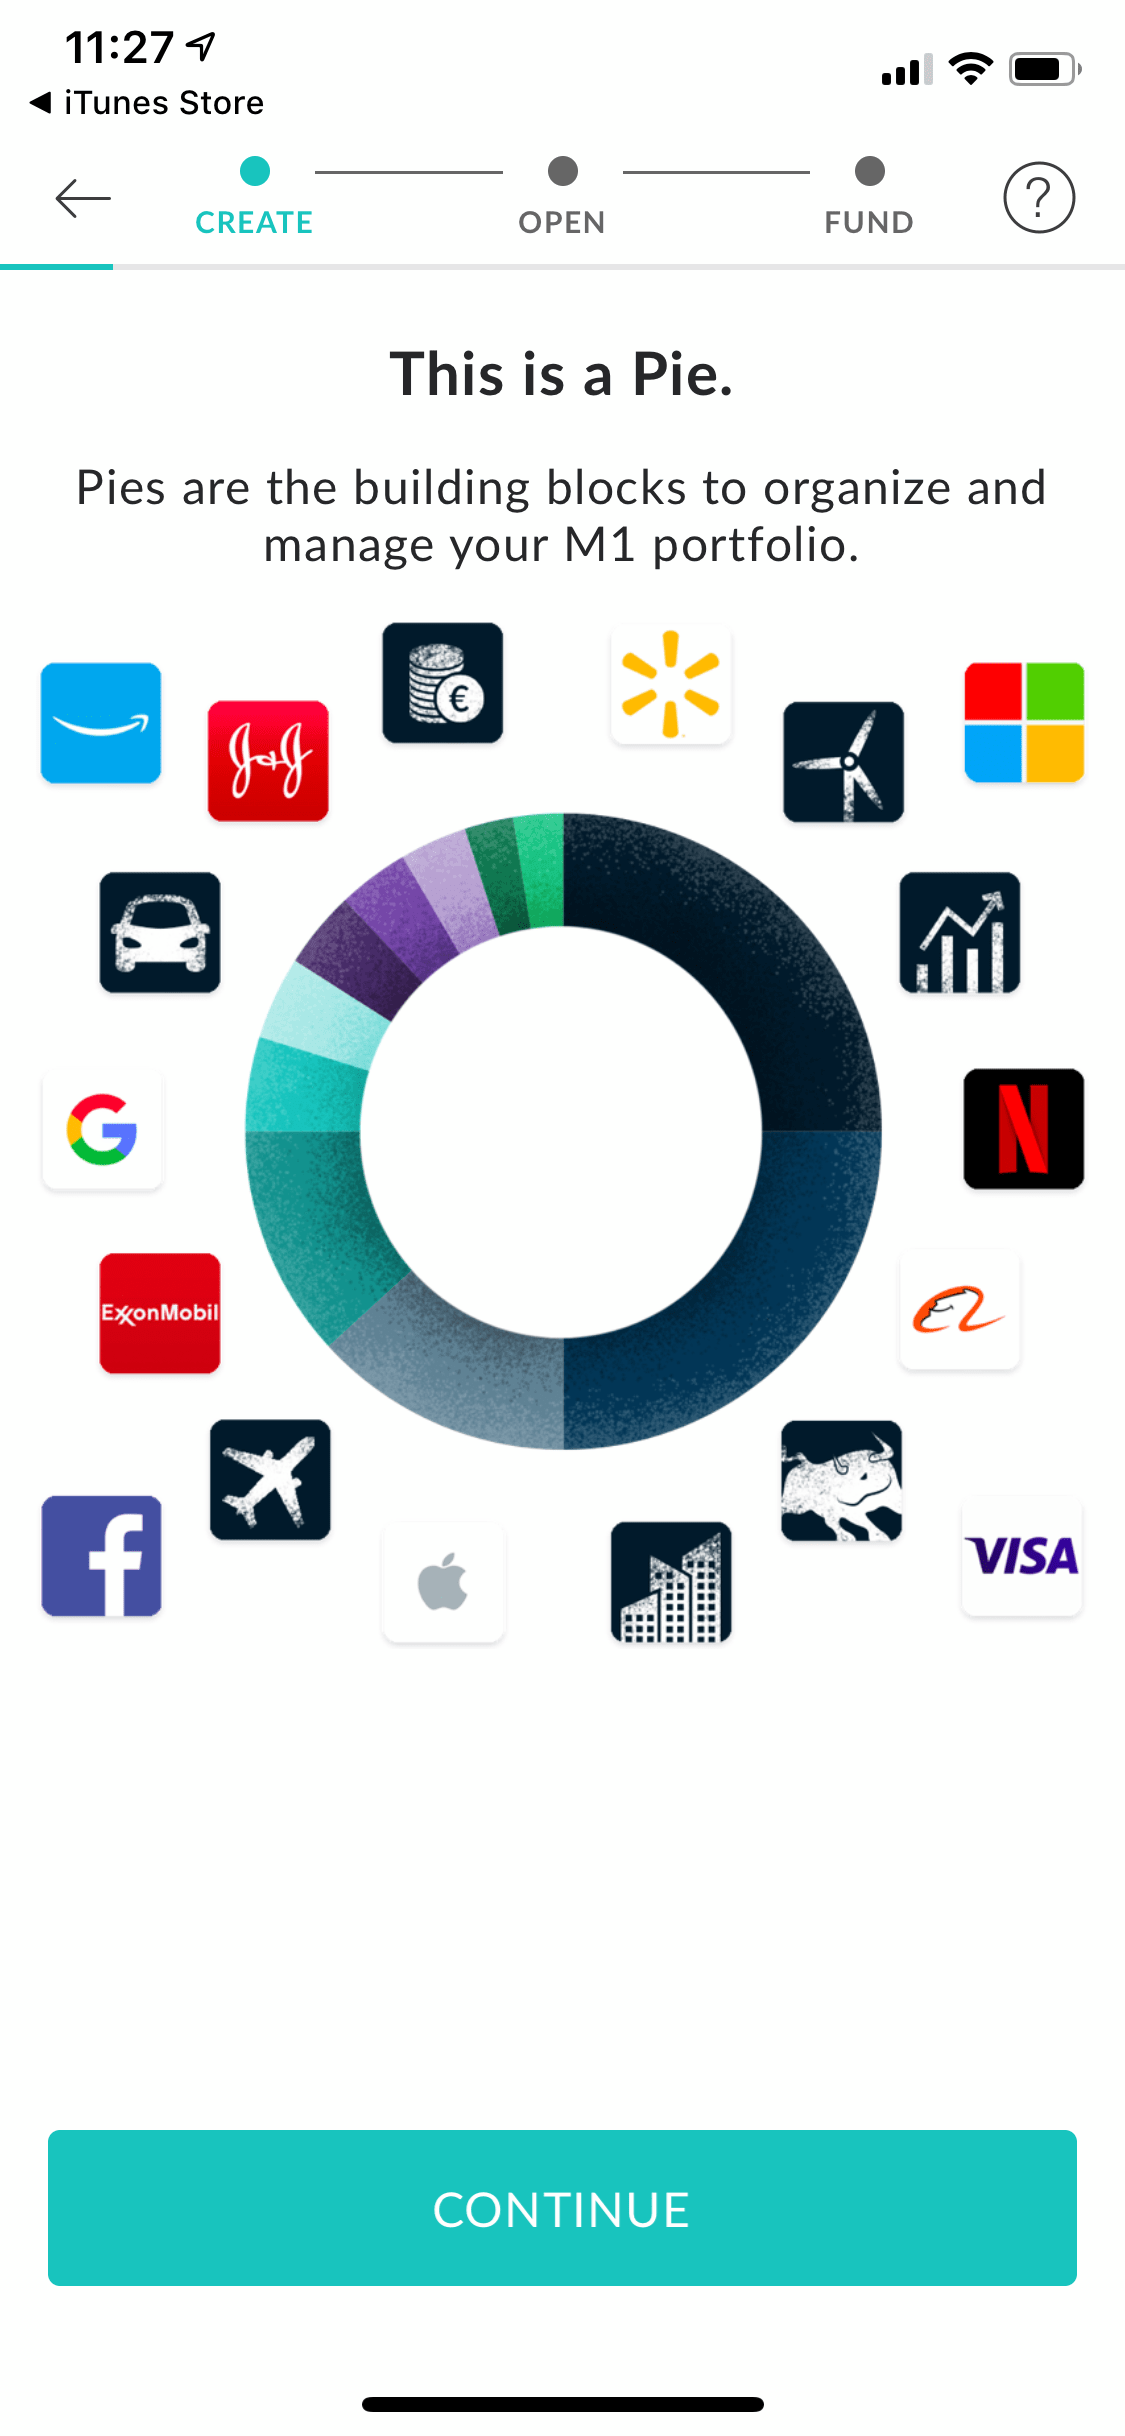 11:27
◀ iTunes Store
CREATE
OPEN
FUND
?
This is a Pie.
Pies are the building blocks to organize and
manage your M1 portfolio.
J&J
€
G
N
ExxonMobil
f
VISA
CONTINUE